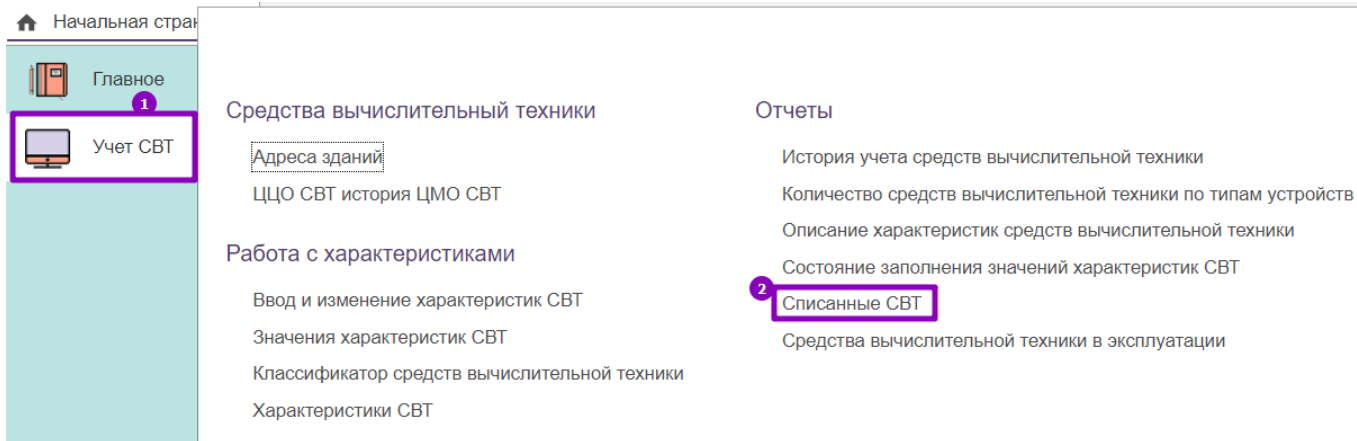 Начальная стран
Главное
1
Учет СВТ
Средства вычислительный техники
Адреса зданий
ЦЦО СВТ история ЦМО СВТ
Работа с характеристиками
Ввод и изменение характеристик СВТ
Значения характеристик СВТ
Классификатор средств вычислительной техники
Характеристики СВТ
Отчеты
История учета средств вычислительной техники
Количество средств вычислительной техники по типам устройств
Описание характеристик средств вычислительной техники
Состояние заполнения значений характеристик СВТ
2
Списанные СВТ
Средства вычислительной техники в эксплуатации